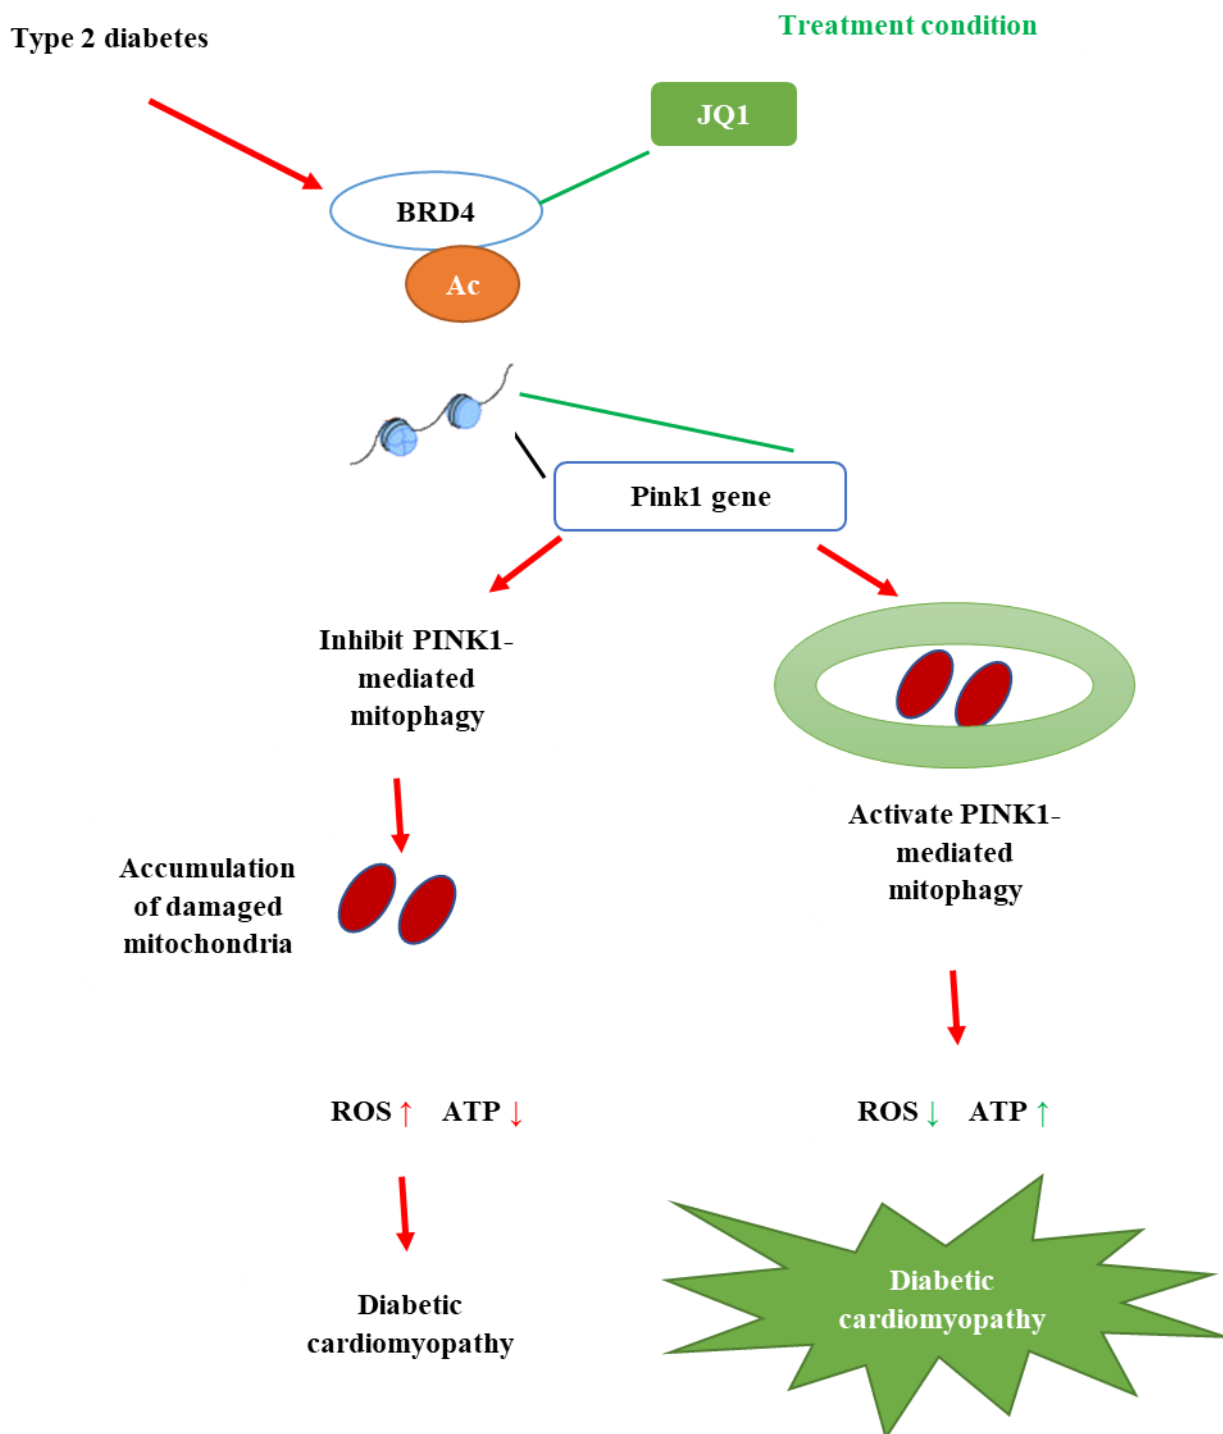 Type 2 diabetes
Treatment condition
JQ1
BRD4
Ac
Pink1 gene
Inhibit PINK1-
mediated
mitophagy
Activate PINK1-
mediated
mitophagy
Accumulation
of damaged
mitochondria
ROS ↑ ATP ↓
ROS ↓ ATP ↑
Diabetic
cardiomyopathy
Diabetic
cardiomyopathy